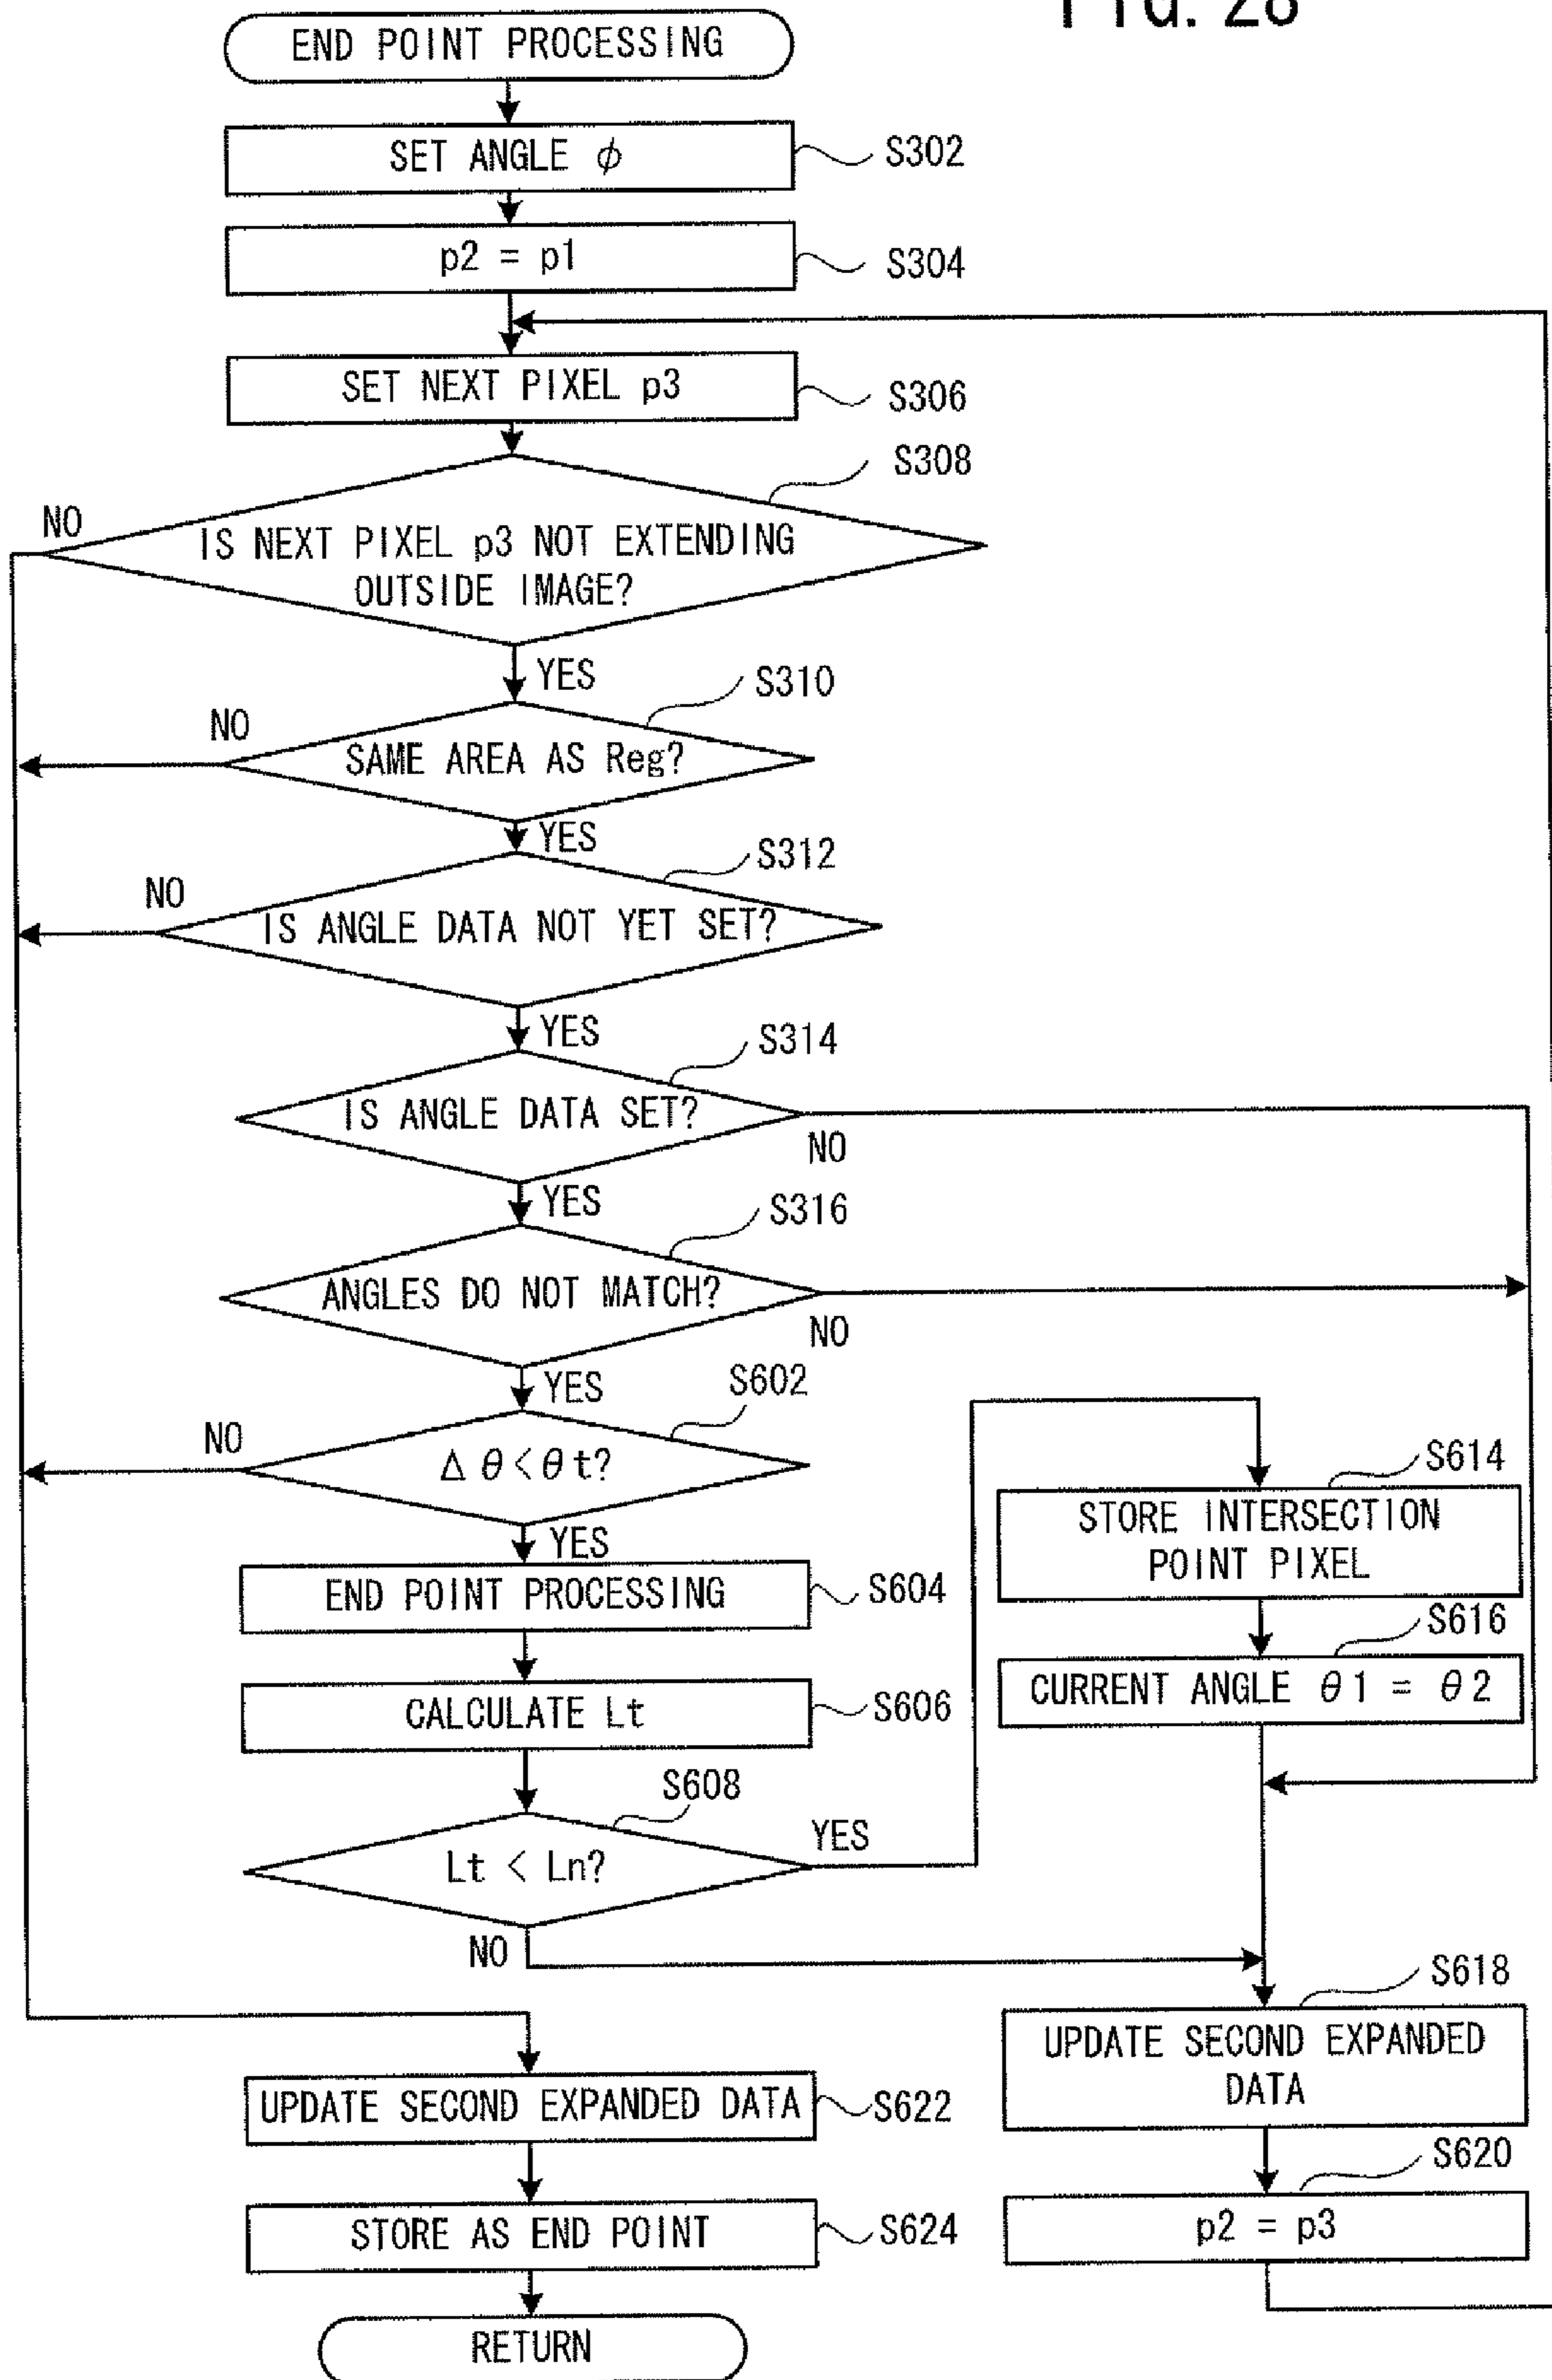 FIG. 28
END POINT PROCESSING
SET ANGLE φ
S302
p2 = p1
S304
SET NEXT PIXEL p3
S306
S308
NO
IS NEXT PIXEL p3 NOT EXTENDING
OUTSIDE IMAGE?
YES
S310
NO
SAME AREA AS Reg?
YES
S312
NO
IS ANGLE DATA NOT YET SET?
YES
S314
IS ANGLE DATA SET?
NO
YES
S316
ANGLES DO NOT MATCH?
NO
YES
S602
NO
Δ θ < θ t?
YES
END POINT PROCESSING
S604
CALCULATE Lt
S606
S608
Lt < Ln?
YES
NO
S614
STORE INTERSECTION
POINT PIXEL
S616
CURRENT ANGLE θ1 = θ2
S618
UPDATE SECOND EXPANDED
DATA
S620
p2 = p3
UPDATE SECOND EXPANDED DATA
S622
STORE AS END POINT
S624
RETURN